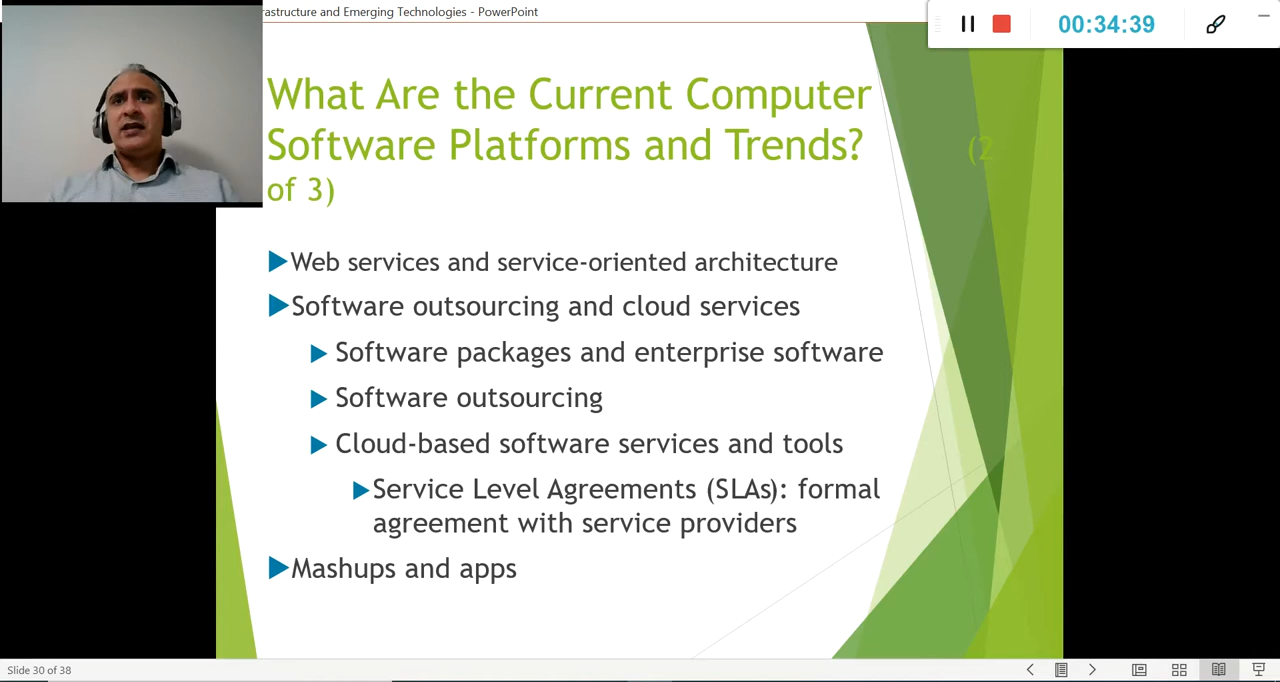 rastructure and Emerging Technologies - PowerPoint
00:34:39
What Are the Current Computer
Software Platforms and Trends? (2
of 3)
Web services and service-oriented architecture
Software outsourcing and cloud services
Software packages and enterprise software
Software outsourcing
Cloud-based software services and tools
Service Level Agreements (SLAs): formal
agreement with service providers
Mashups and apps
Slide 30 of 38